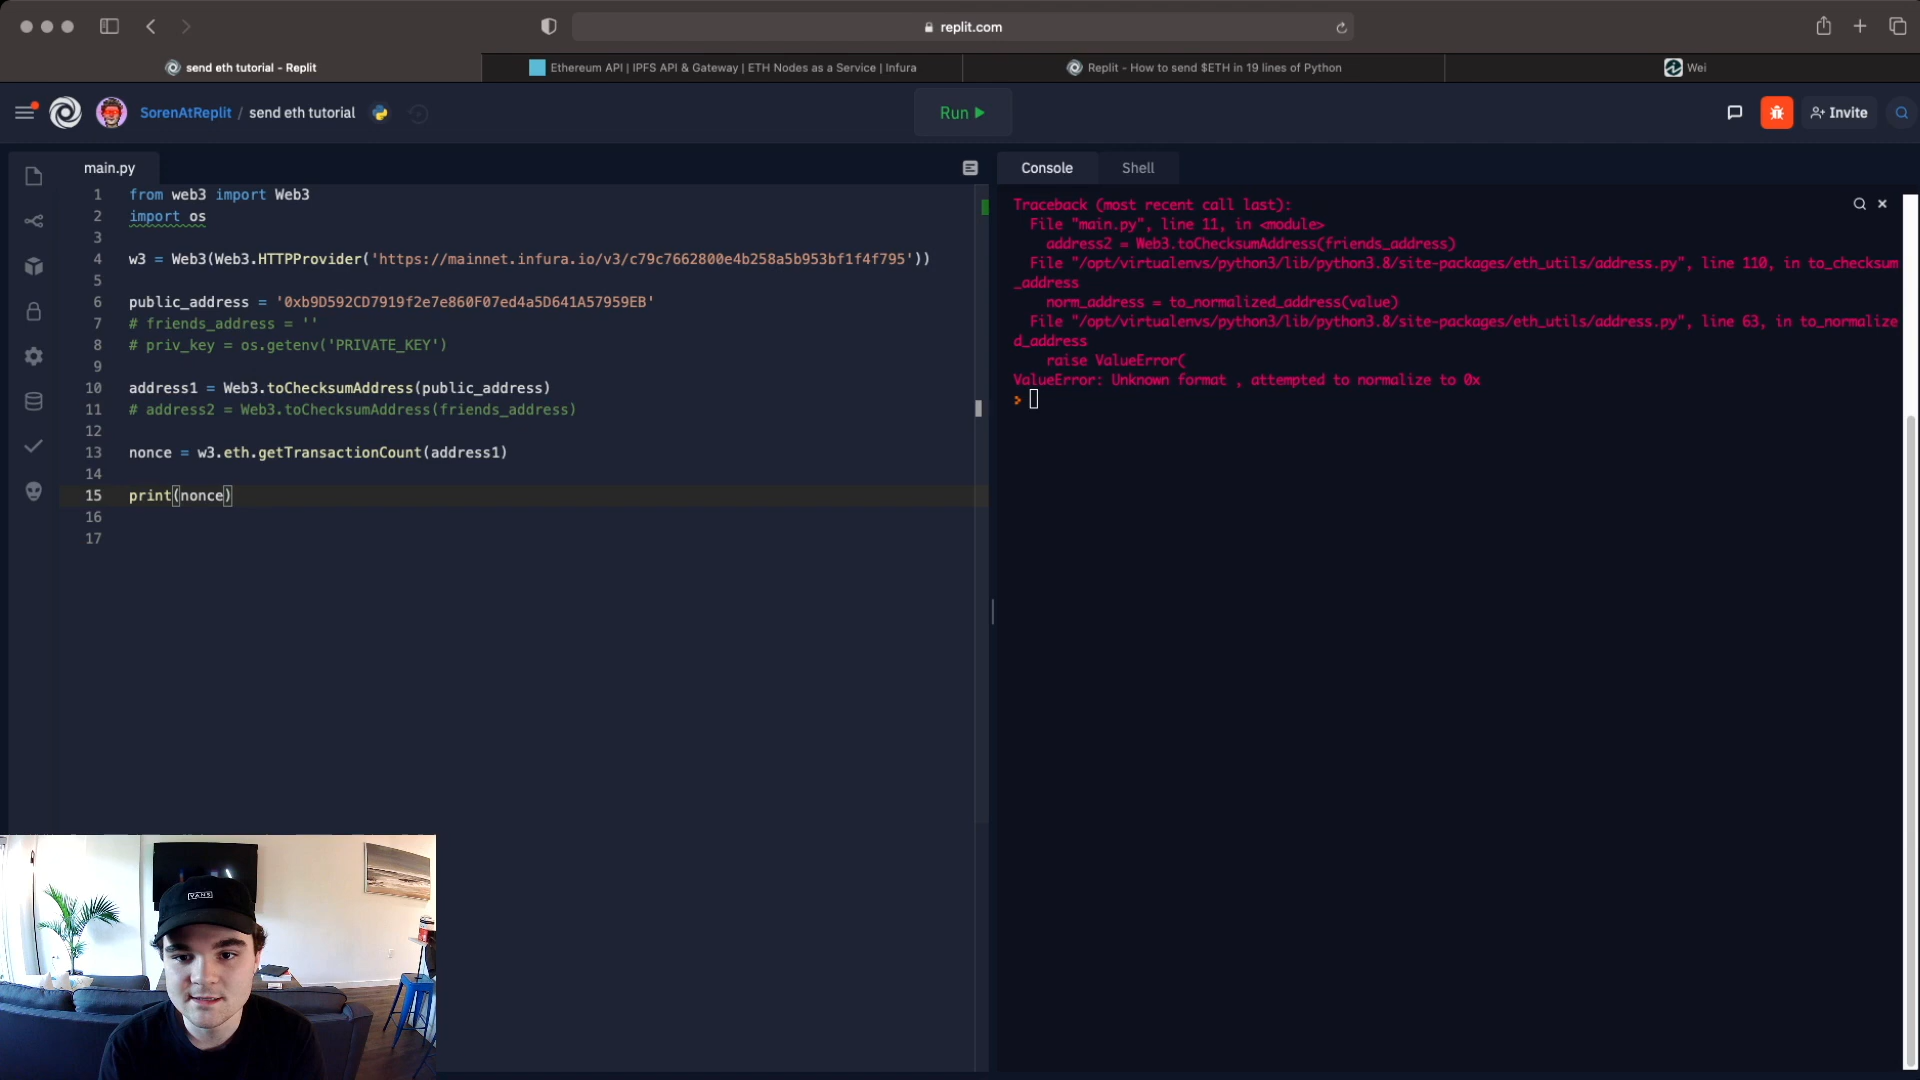 replit.com
send eth tutorial - Replit
Ethereum API | IPFS API & Gateway | ETH Nodes as a Service | Infura
Replit - How to send $ETH in 19 lines of Python
Wei
SorenAtReplit / send eth tutorial
Run
Invite
main.py
1 from web3 import Web3
2 import os
3
4 w3 = Web3(Web3.HTTPProvider('https://mainnet.infura.io/v3/c79c7662800e4b258a5b953bf1f4f795'))
5
6 public_address = '0xb9D592CD7919f2e7e860F07ed4a5D641A57959EB'
7 # friends_address = ''
8 # priv_key = os.getenv('PRIVATE_KEY')
9
10 address1 = Web3.toChecksumAddress(public_address)
11 # address2 = Web3.toChecksumAddress(friends_address)
12
13 nonce = w3.eth.getTransactionCount(address1)
14
15 print(nonce)
16
17
Console
Shell
Traceback (most recent call last):
File "main.py", line 11, in <module>
address2 = Web3.toChecksumAddress(friends_address)
File "/opt/virtualenvs/python3/lib/python3.8/site-packages/eth_utils/address.py", line 110, in to_checksum
_address
norm_address = to_normalized_address(value)
File "/opt/virtualenvs/python3/lib/python3.8/site-packages/eth_utils/address.py", line 63, in to_normalize
d_address
raise ValueError(
ValueError: Unknown format , attempted to normalize to 0x
>
VANS